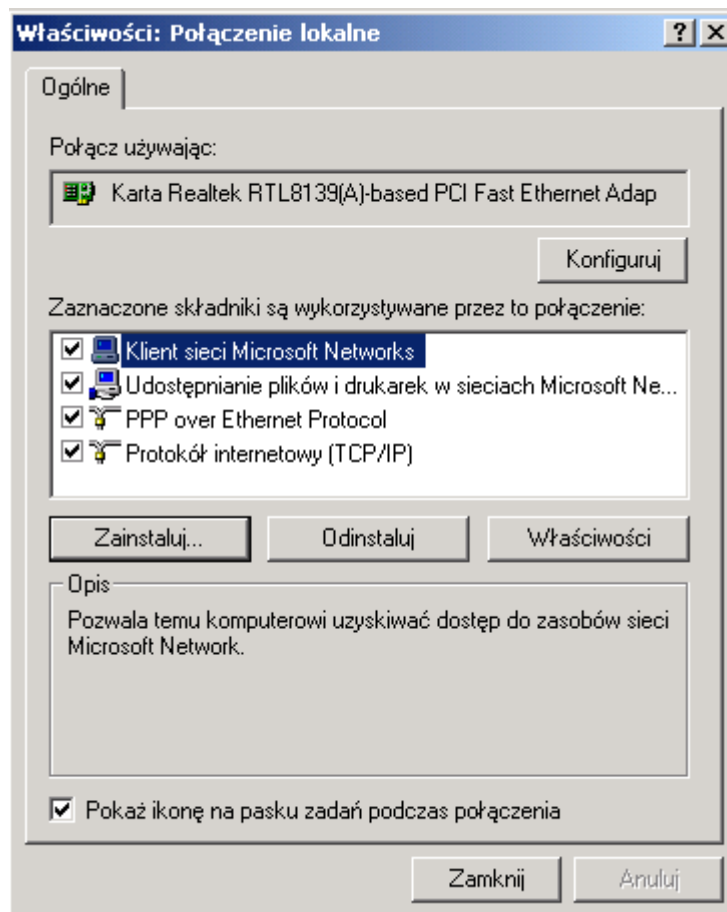 Właściwości: Połączenie lokalne
Ogólne
Połącz używając:
Karta Realtek RTL8139(A)-based PCI Fast Ethernet Adap
Konfiguruj
Zaznaczone składniki są wykorzystywane przez to połączenie:
Klient sieci Microsoft Networks
Udostępnianie plików i drukarek w sieciach Microsoft Ne...
PPP over Ethernet Protocol
Protokół internetowy (TCP/IP)
Zainstaluj... Odinstaluj Właściwości
Opis
Pozwala temu komputerowi uzyskiwać dostęp do zasobów sieci
Microsoft Network.
Pokaż ikonę na pasku zadań podczas połączenia
Zamknij Anuluj